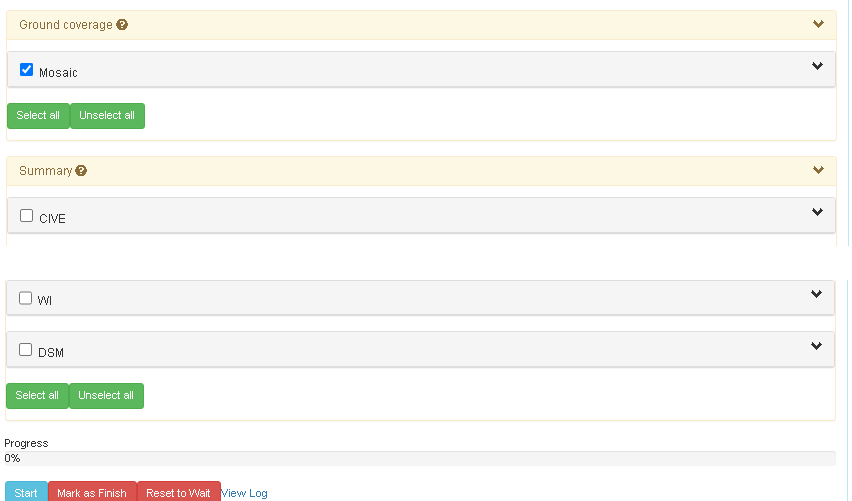 Ground coverage
Mosaic
Select all Unselect all
Summary
CIVE
WI
DSM
Select all Unselect all
Progress
0%
Start Mark as Finish Reset to Wait View Log